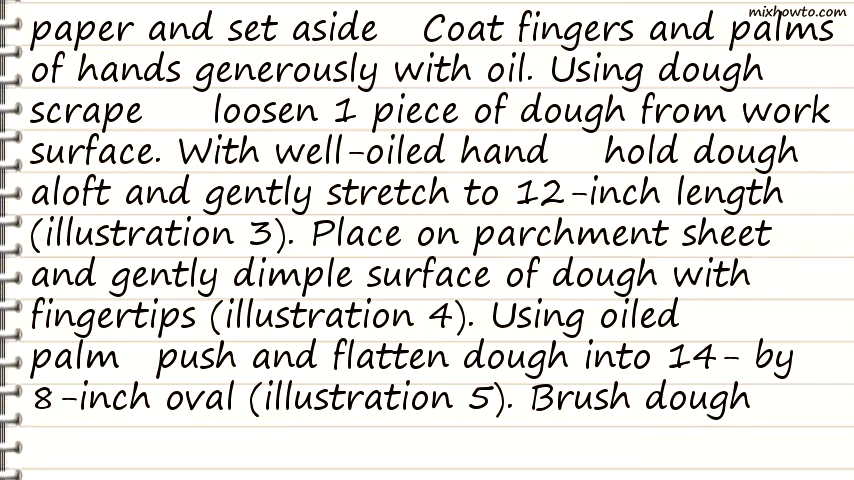 mixhowto.com
paper and set aside Coat fingers and palms
of hands generously with oil. Using dough
scrape loosen 1 piece of dough from work
surface. With well-oiled hand hold dough
aloft and gently stretch to 12-inch length
(illustration 3). Place on parchment sheet
and gently dimple surface of dough with
fingertips (illustration 4). Using oiled
palm push and flatten dough into 14- by
8-inch oval (illustration 5). Brush dough